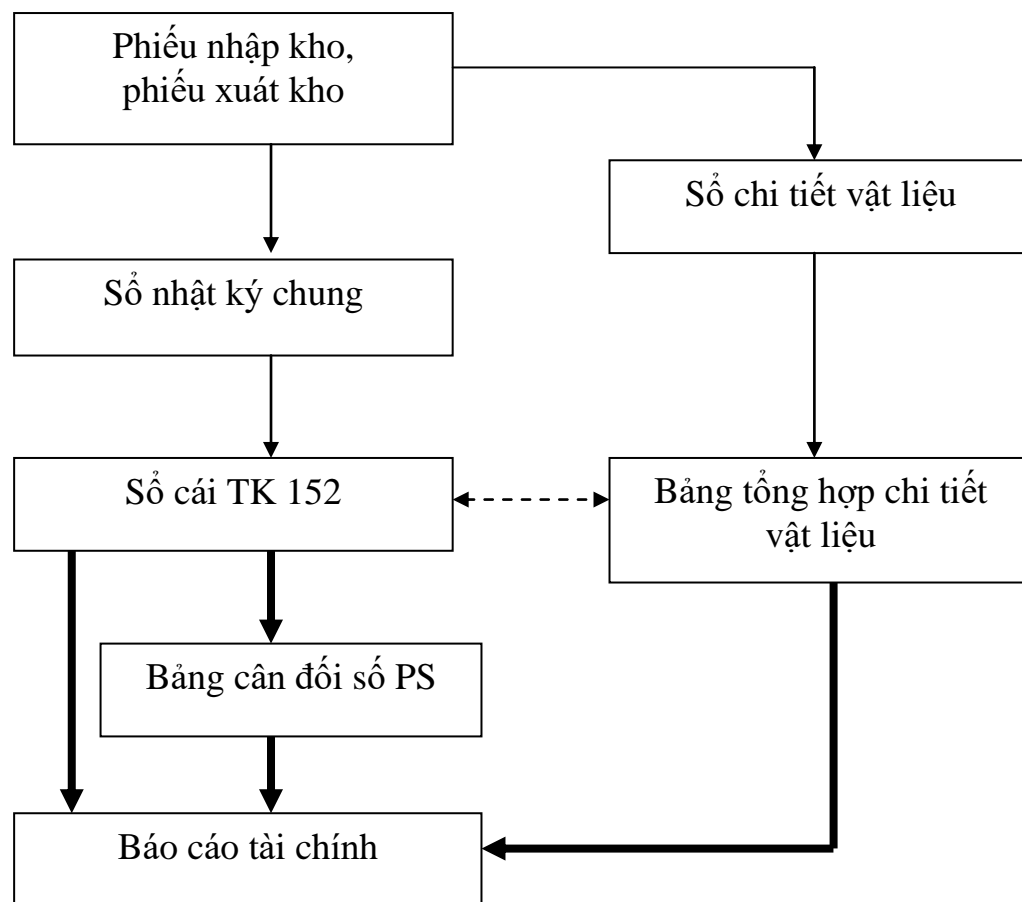 Phiếu nhập kho,
phiếu xuát kho
Sổ chi tiết vật liệu
Sổ nhật ký chung
Sổ cái TK 152
Bảng tổng hợp chi tiết
vật liệu
Bảng cân đối số PS
Báo cáo tài chính